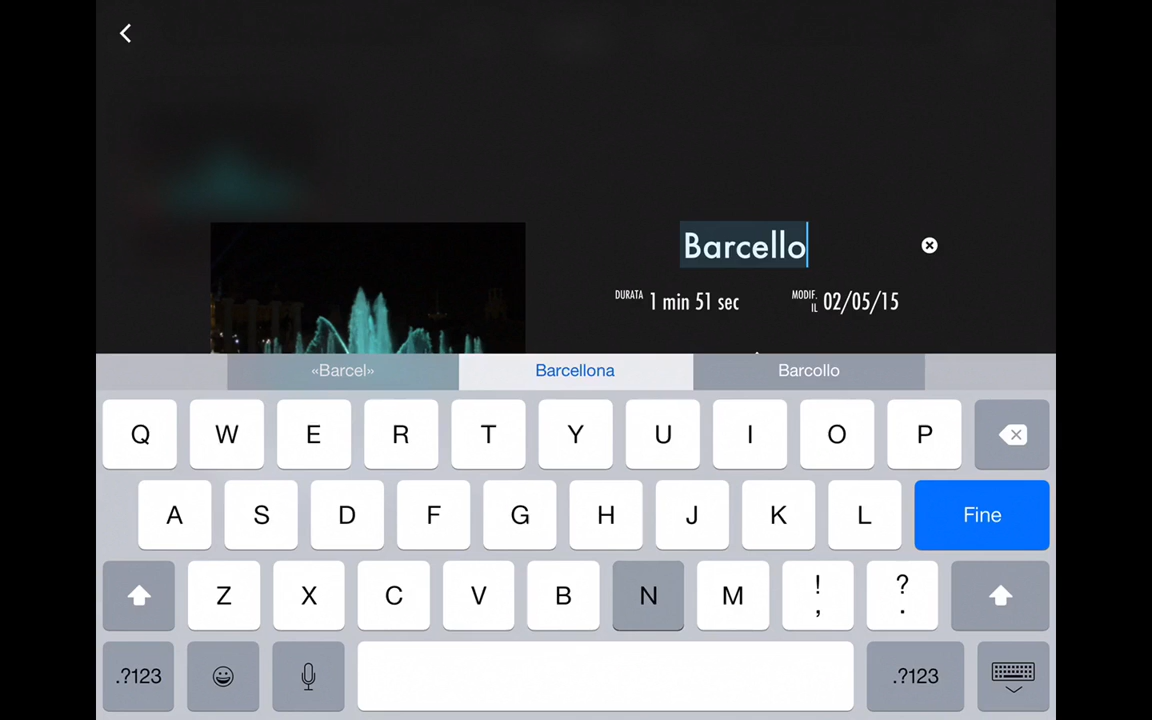 Barcello
DURATA 1 min 51 sec MODIF. IL 02/05/15
«Barcel» Barcellona Barcollo
Q W E R T Y U I O P
A S D F G H J K L Fine
Z X C V B N M ! , ? .
.?123 .?123